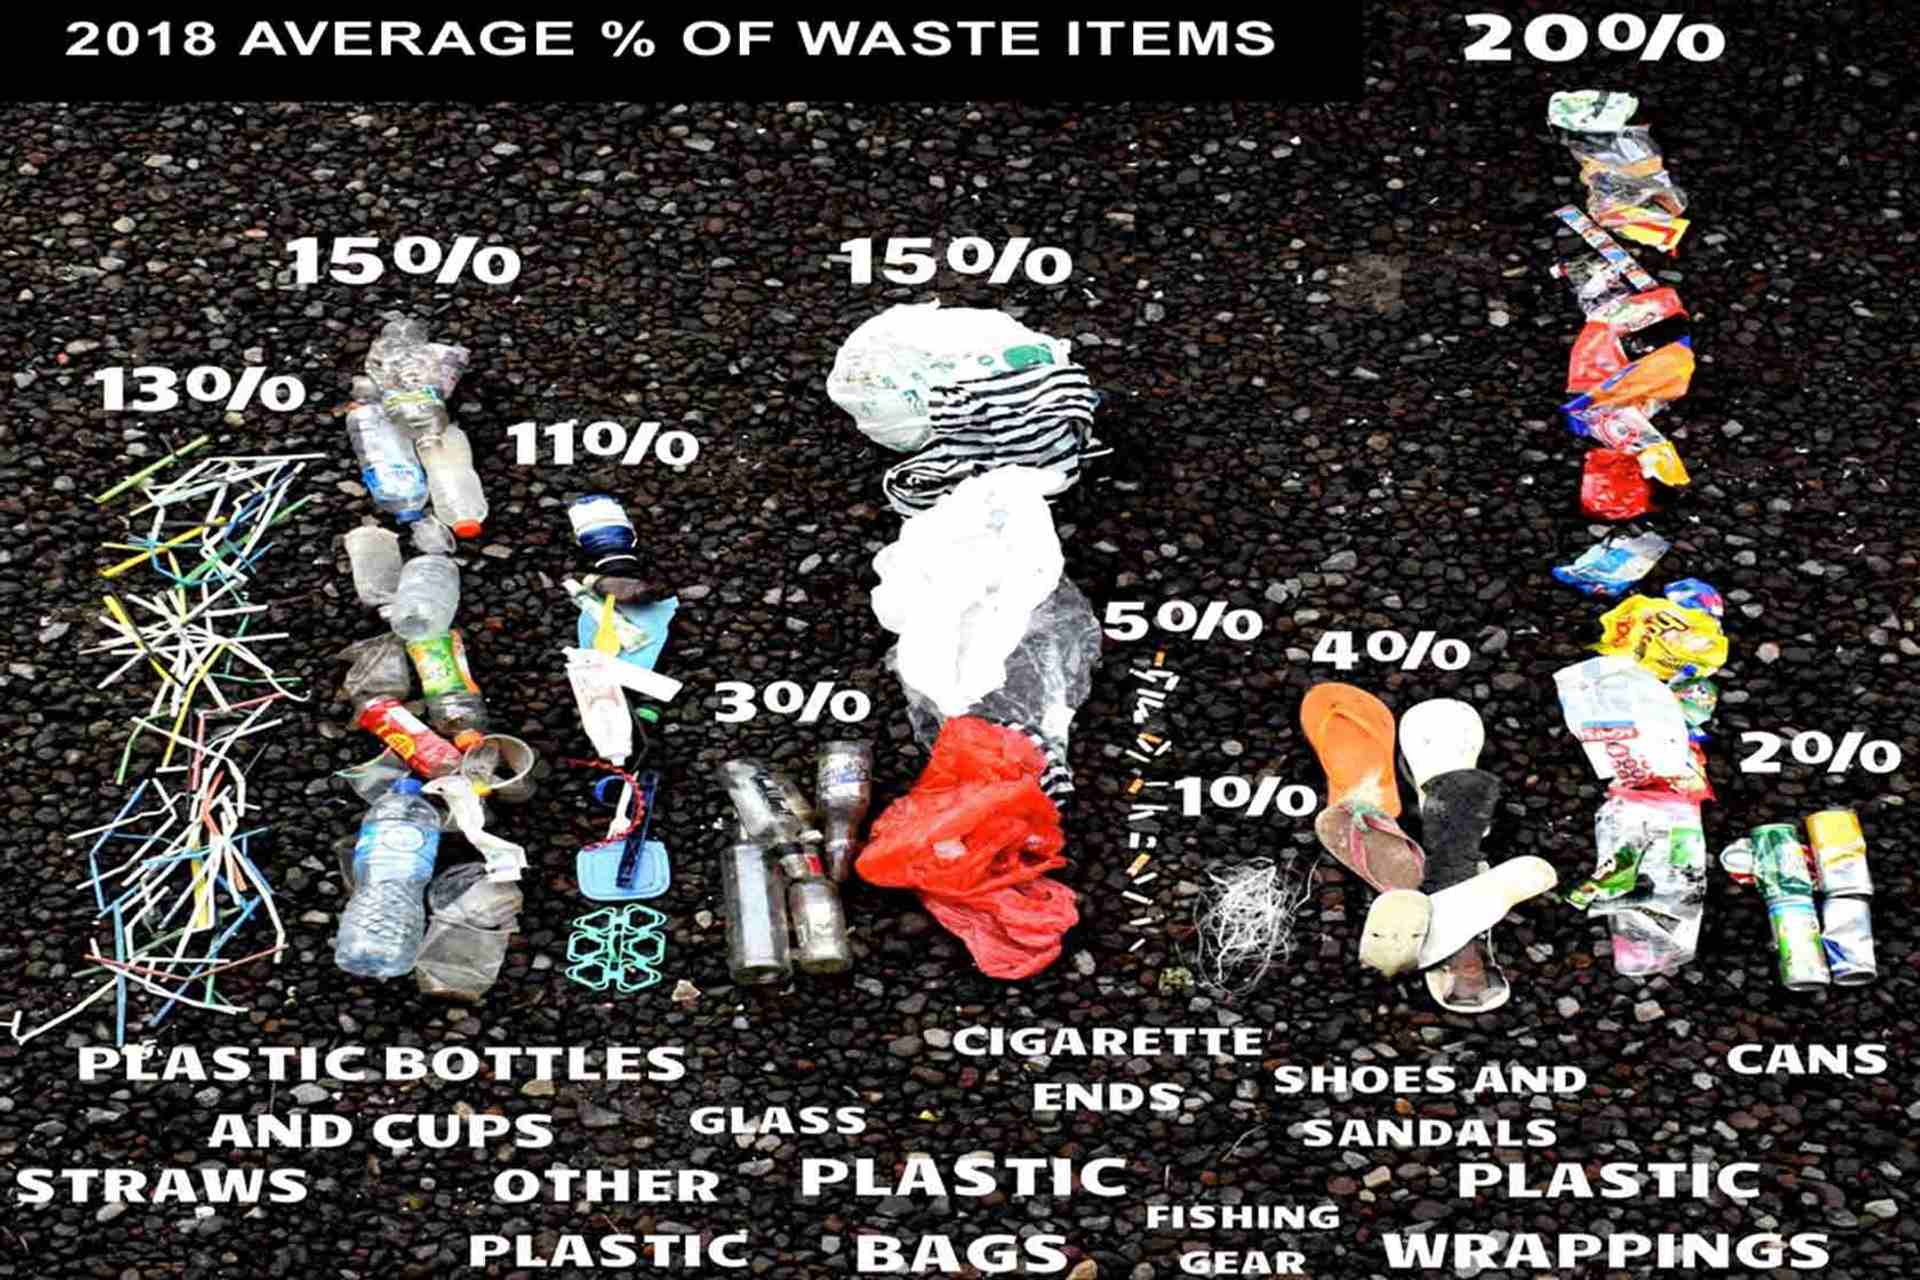 2018 AVERAGE % OF WASTE ITEMS
20%
15%
15%
13%
11%
5%
4%
3%
2%
1%
PLASTIC BOTTLES
AND CUPS
STRAWS
OTHER
PLASTIC
GLASS
PLASTIC
BAGS
CIGARETTE
ENDS
FISHING
GEAR
SHOES AND
SANDALS
PLASTIC
WRAPPINGS
CANS